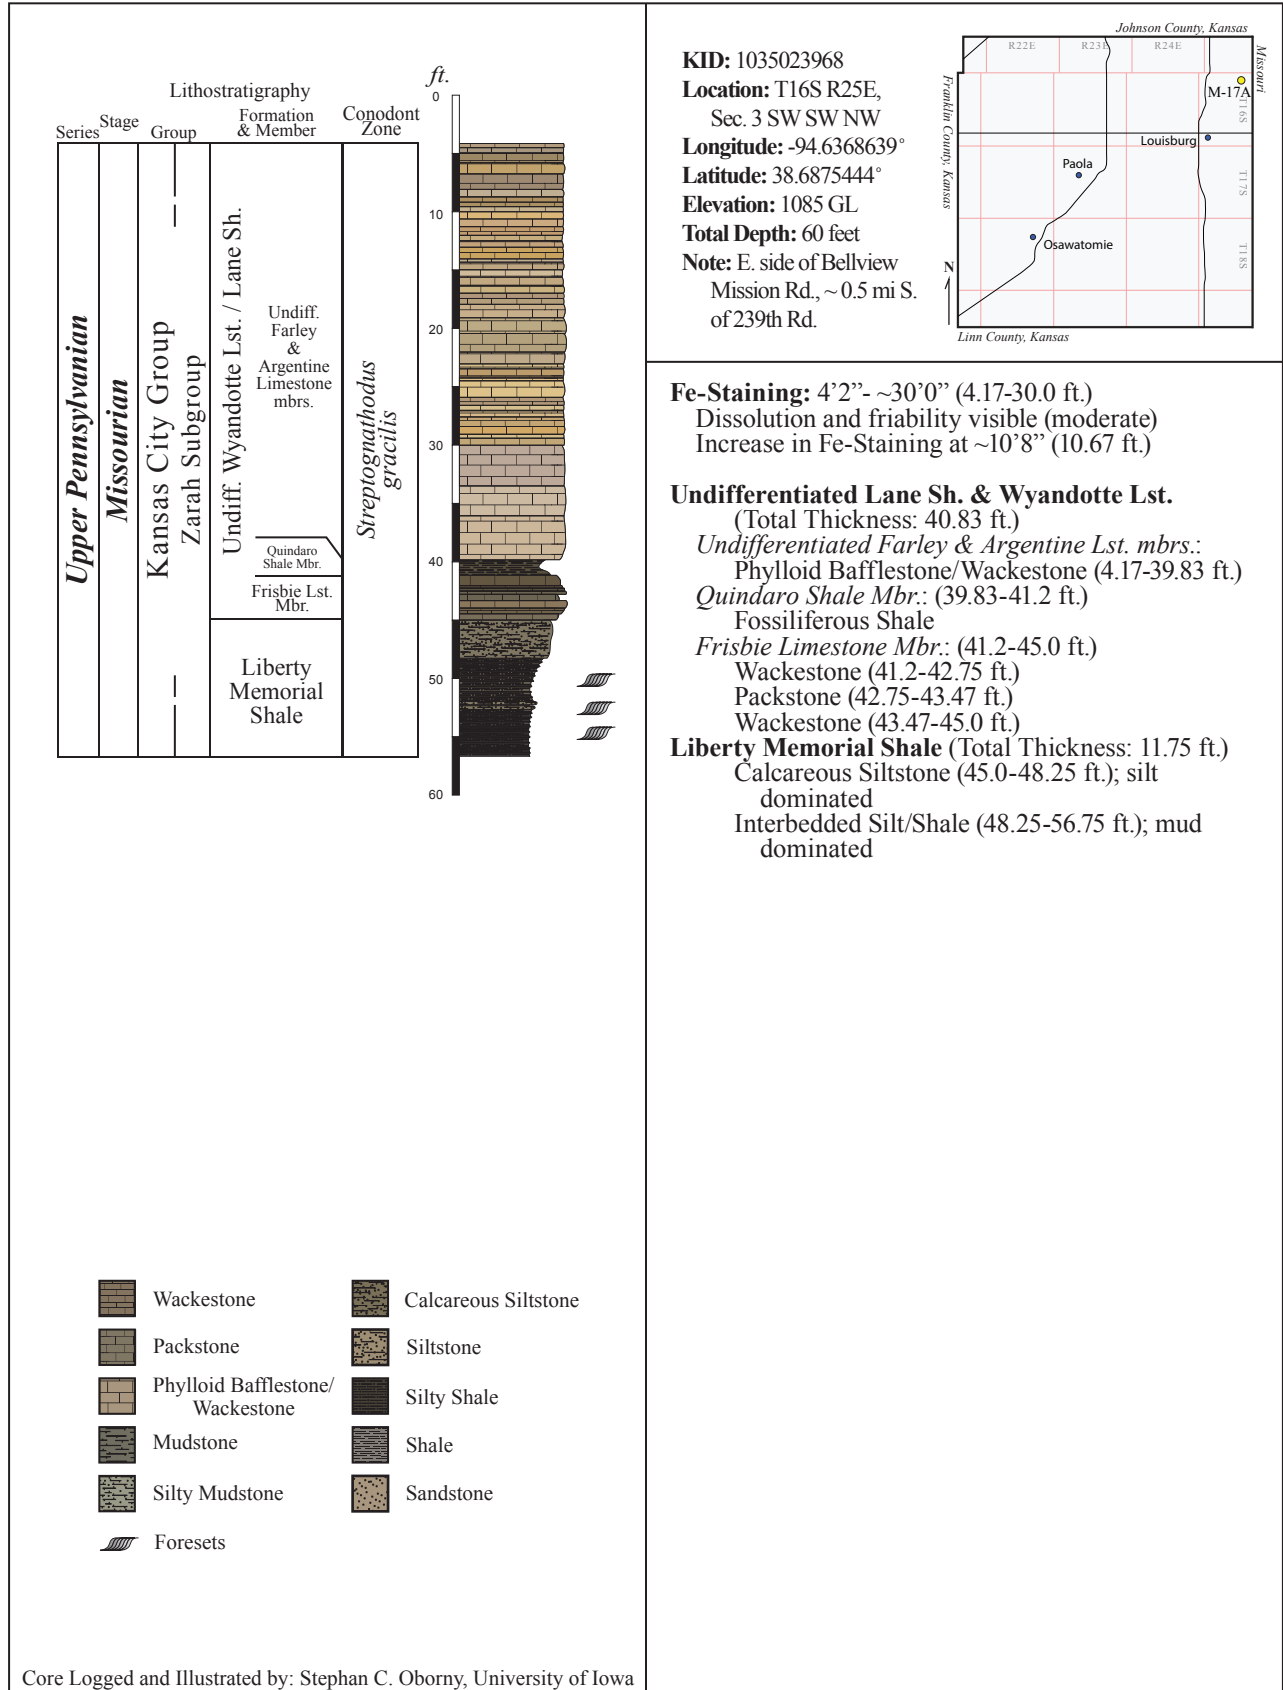 Lithostratigraphy
Series
Stage
Group
Formation
& Member
Conodont
Zone
ft.
0
10
20
30
40
50
60
Upper Pennsylvanian
Missourian
Kansas City Group
Zarah Subgroup
Undiff. Wyandotte Lst. / Lane Sh.
Undiff.
Farley
&
Argentine
Limestone
mbrs.
Quindaro
Shale Mbr.
Frisbie Lst.
Mbr.
Liberty
Memorial
Shale
Streptognathodus
gracilis
Wackestone
Packstone
Phylloid Bafflestone/
Wackestone
Mudstone
Silty Mudstone
Foresets
Calcareous Siltstone
Siltstone
Silty Shale
Shale
Sandstone
Core Logged and Illustrated by: Stephan C. Oborny, University of Iowa
KID: 1035023968
Location: T16S R25E,
Sec. 3 SW SW NW
Longitude: -94.6368639°
Latitude: 38.6875444°
Elevation: 1085 GL
Total Depth: 60 feet
Note: E. side of Bellview
Mission Rd., ~ 0.5 mi S.
of 239th Rd.
Johnson County, Kansas
R22E
R23E
R24E
Missouri
Franklin County, Kansas
M-17A
T16S
Louisburg
Paola
T17S
Osawatomie
T18S
N
Linn County, Kansas
Fe-Staining: 4’2”- ~30’0” (4.17-30.0 ft.)
Dissolution and friability visible (moderate)
Increase in Fe-Staining at ~10’8” (10.67 ft.)
Undifferentiated Lane Sh. & Wyandotte Lst.
(Total Thickness: 40.83 ft.)
Undifferentiated Farley & Argentine Lst. mbrs.:
Phylloid Bafflestone/Wackestone (4.17-39.83 ft.)
Quindaro Shale Mbr.: (39.83-41.2 ft.)
Fossiliferous Shale
Frisbie Limestone Mbr.: (41.2-45.0 ft.)
Wackestone (41.2-42.75 ft.)
Packstone (42.75-43.47 ft.)
Wackestone (43.47-45.0 ft.)
Liberty Memorial Shale (Total Thickness: 11.75 ft.)
Calcareous Siltstone (45.0-48.25 ft.); silt
dominated
Interbedded Silt/Shale (48.25-56.75 ft.); mud
dominated